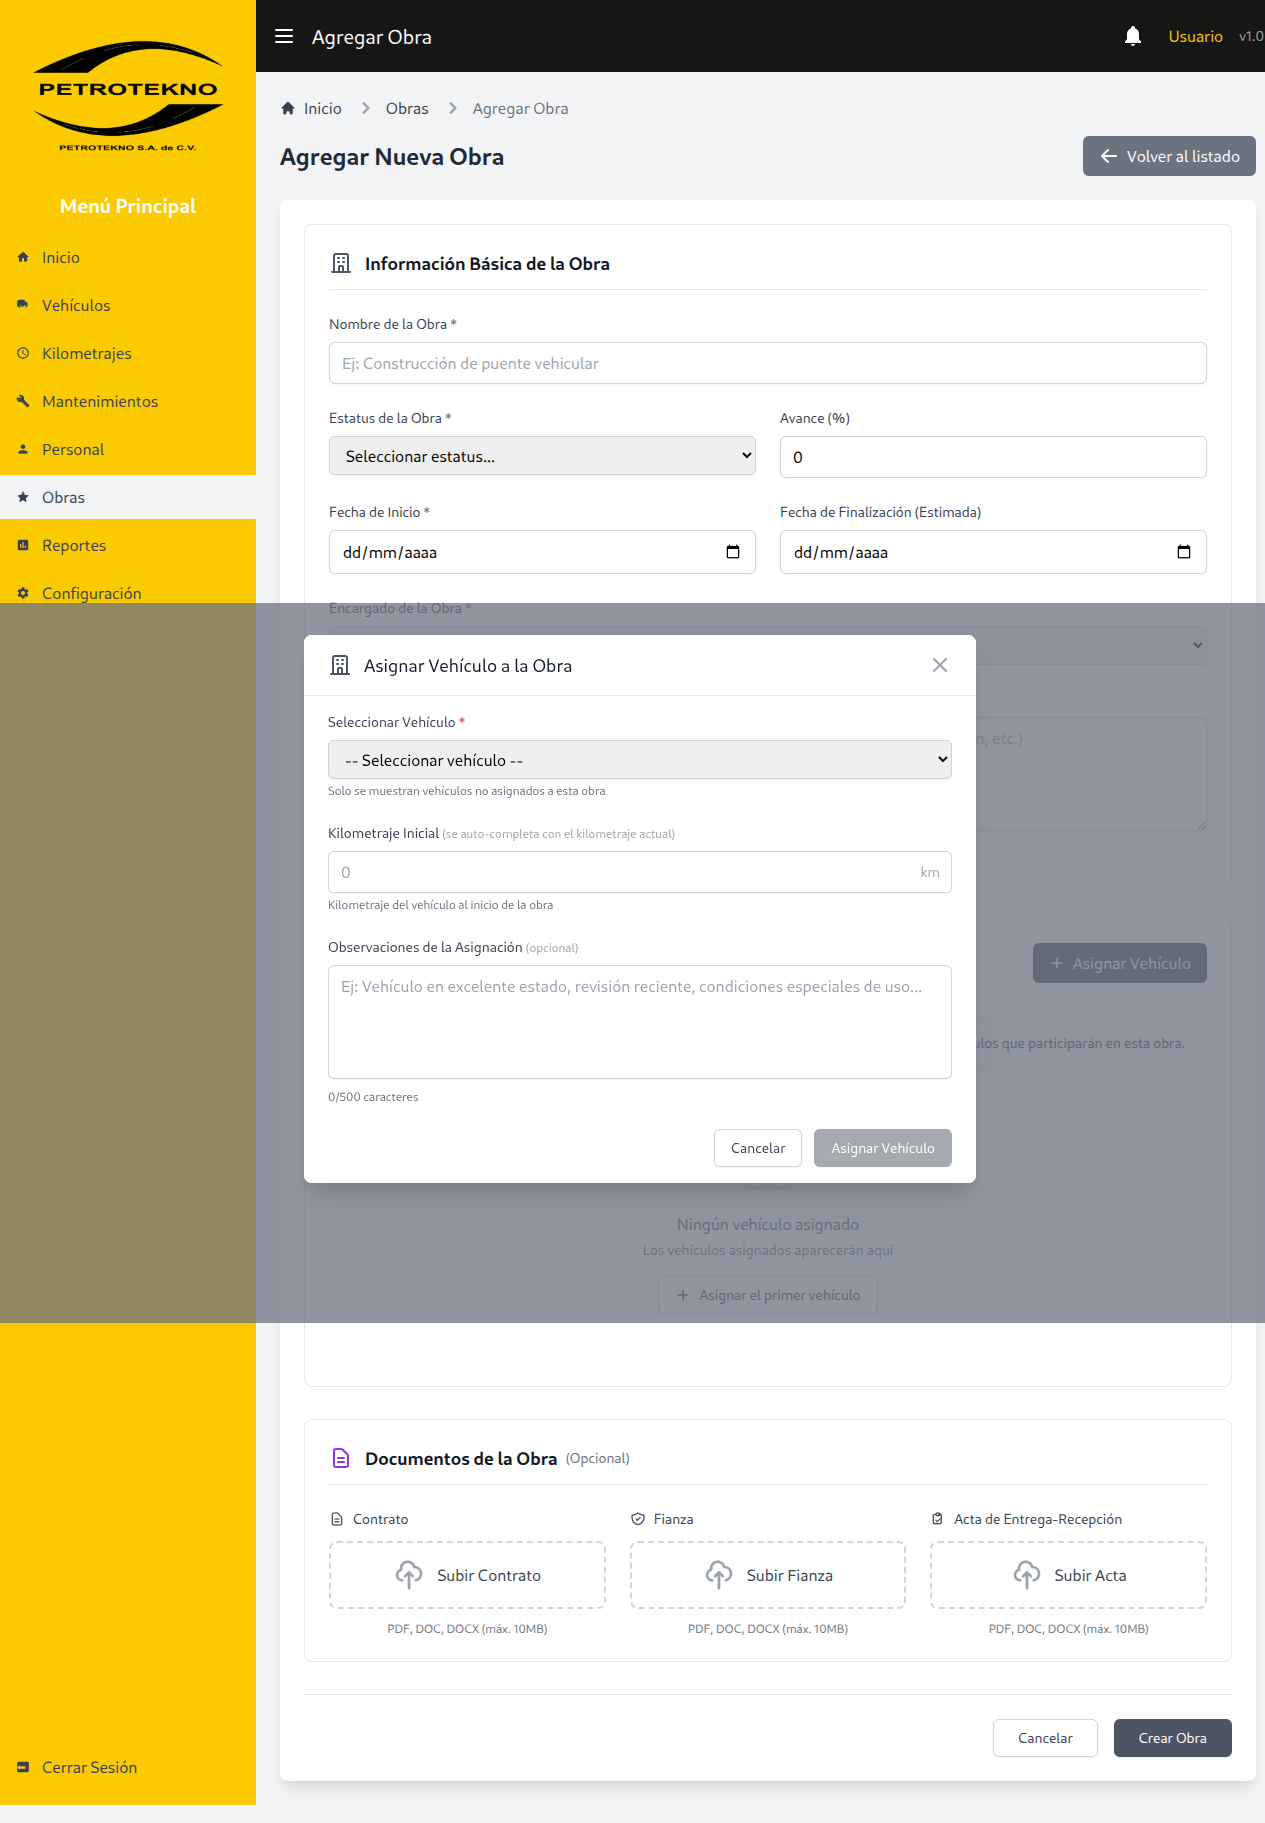 PETROTEKNO
PETROTEKNO S.A. de C.V.
Menú Principal
Inicio
Vehículos
Kilometrajes
Mantenimientos
Personal
Obras
Reportes
Configuración
Cerrar Sesión
Agregar Obra
Usuario
v1.0
Inicio
Obras
Agregar Obra
Agregar Nueva Obra
Volver al listado
Información Básica de la Obra
Nombre de la Obra *
Ej: Construcción de puente vehicular
Estatus de la Obra *
Avance (%)
Seleccionar estatus...
0
Fecha de Inicio *
Fecha de Finalización (Estimada)
dd/mm/aaaa
dd/mm/aaaa
Encargado de la Obra *
n, etc.)
Asignar Vehículo a la Obra
Seleccionar Vehículo *
-- Seleccionar vehículo --
Solo se muestran vehículos no asignados a esta obra
Kilometraje Inicial (se auto-completa con el kilometraje actual)
0
km
Kilometraje del vehículo al inicio de la obra
Observaciones de la Asignación (opcional)
Ej: Vehículo en excelente estado, revisión reciente, condiciones especiales de uso...
0/500 caracteres
Cancelar
Asignar Vehículo
Asignar Vehículo
ulos que participarán en esta obra.
Ningún vehículo asignado
Los vehículos asignados aparecerán aquí
Asignar el primer vehículo
Documentos de la Obra (Opcional)
Contrato
Fianza
Acta de Entrega-Recepción
Subir Contrato
Subir Fianza
Subir Acta
PDF, DOC, DOCX (máx. 10MB)
PDF, DOC, DOCX (máx. 10MB)
PDF, DOC, DOCX (máx. 10MB)
Cancelar
Crear Obra